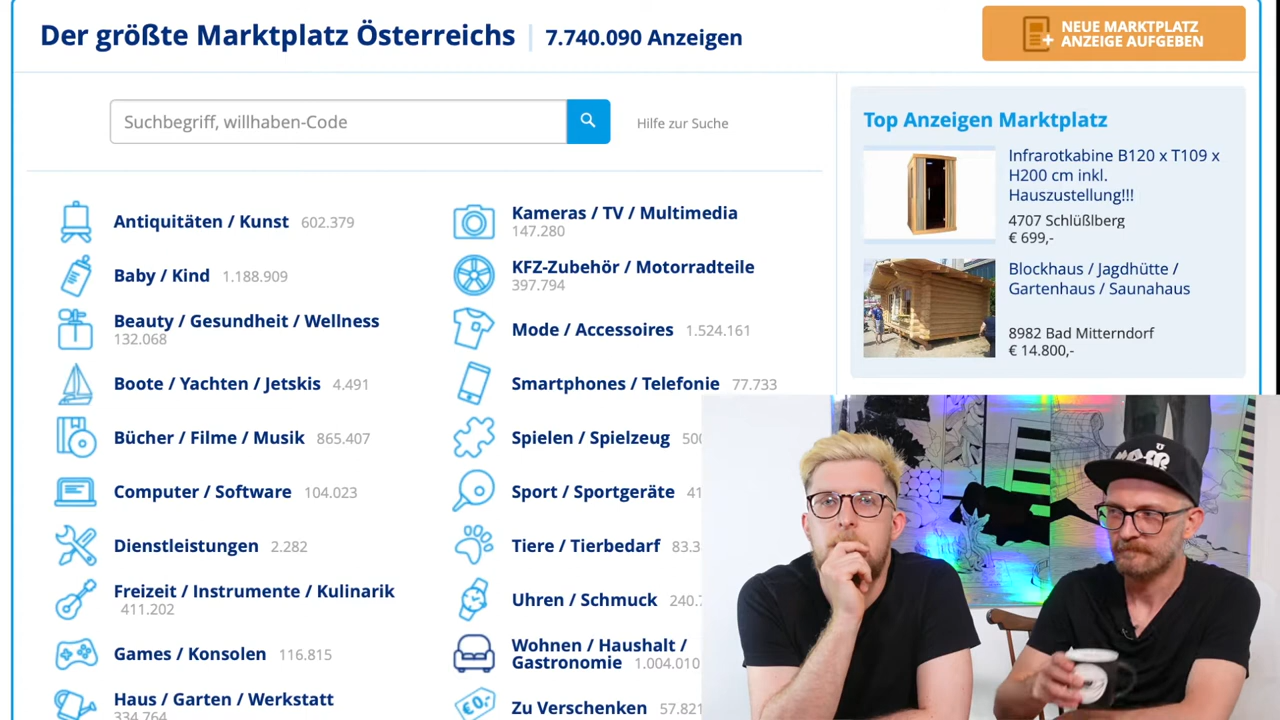 Der größte Marktplatz Österreichs | 7.740.090 Anzeigen
NEUE MARKTPLATZ
ANZEIGE AUFGEBEN
Suchbegriff, willhaben-Code
Hilfe zur Suche
Antiquitäten / Kunst 602.379
Baby / Kind 1.188.909
Beauty / Gesundheit / Wellness
132.068
Boote / Yachten / Jetskis 4.491
Bücher / Filme / Musik 865.407
Computer / Software 104.023
Dienstleistungen 2.282
Freizeit / Instrumente / Kulinarik
411.202
Games / Konsolen 116.815
Haus / Garten / Werkstatt
334.764
Kameras / TV / Multimedia
147.280
KFZ-Zubehör / Motorradteile
397.794
Mode / Accessoires 1.524.161
Smartphones / Telefonie 77.733
Spielen / Spielzeug
Sport / Sportgeräte
Tiere / Tierbedarf
Uhren / Schmuck
Wohnen / Haushalt /
Gastronomie 1.004.010
€0,-
Zu Verschenken 57.821
Top Anzeigen Marktplatz
Infrarotkabine B120 x T109 x
H200 cm inkl.
Hauszustellung!!!
4707 Schlüßlberg
€ 699,-
Blockhaus / Jagdhütte /
Gartenhaus / Saunahaus
8982 Bad Mitterndorf
€ 14.800,-